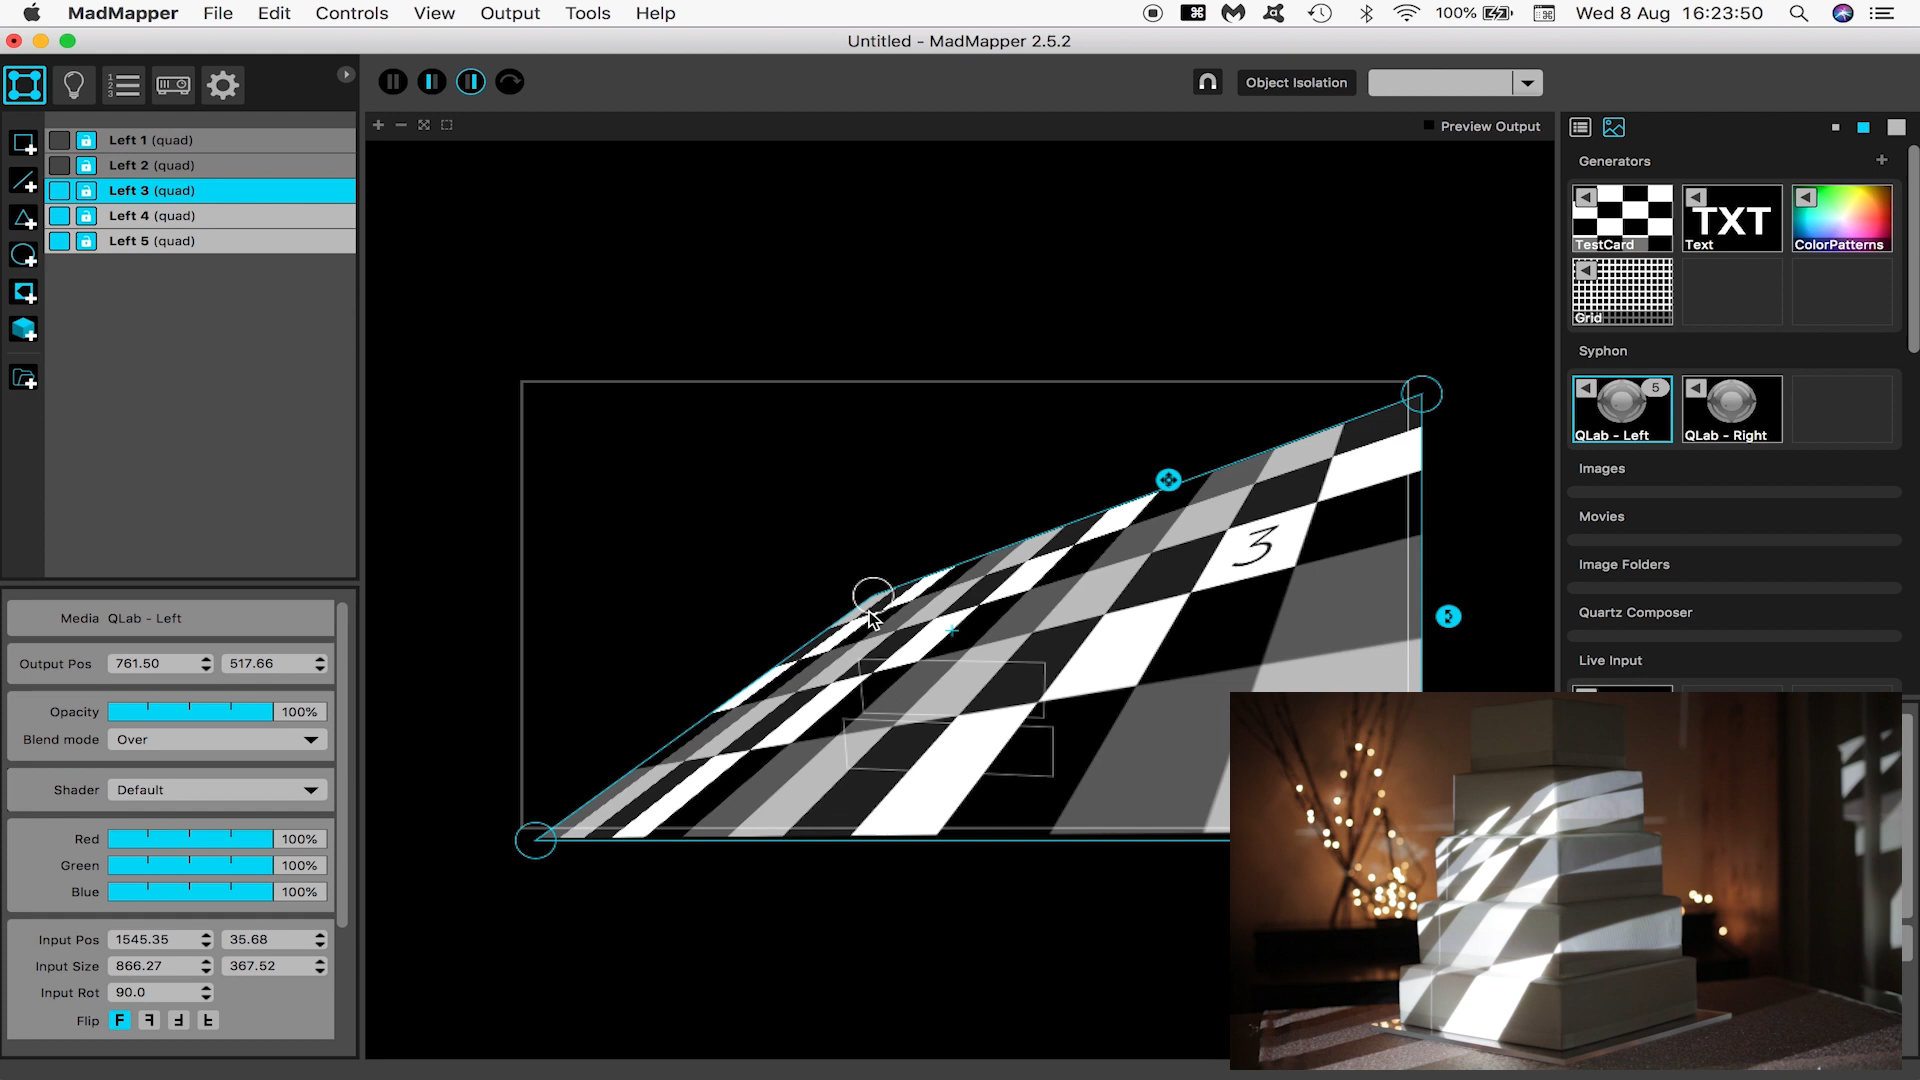 MadMapper File Edit Controls View Output Tools Help
100% Wed 8 Aug 16:23:50
Untitled - MadMapper 2.5.2
Object Isolation
Preview Output
Left 1 (quad)
Left 2 (quad)
Left 3 (quad)
Left 4 (quad)
Left 5 (quad)
Media QLab - Left
Output Pos 761.50 517.66
Opacity 100%
Blend mode Over
Shader Default
Red 100%
Green 100%
Blue 100%
Input Pos 1545.35 35.68
Input Size 866.27 367.52
Input Rot 90.0
Flip F
3
Generators
TestCard
TXT
Text
ColorPatterns
Grid
Syphon
5
QLab - Left
QLab - Right
Images
Movies
Image Folders
Quartz Composer
Live Input